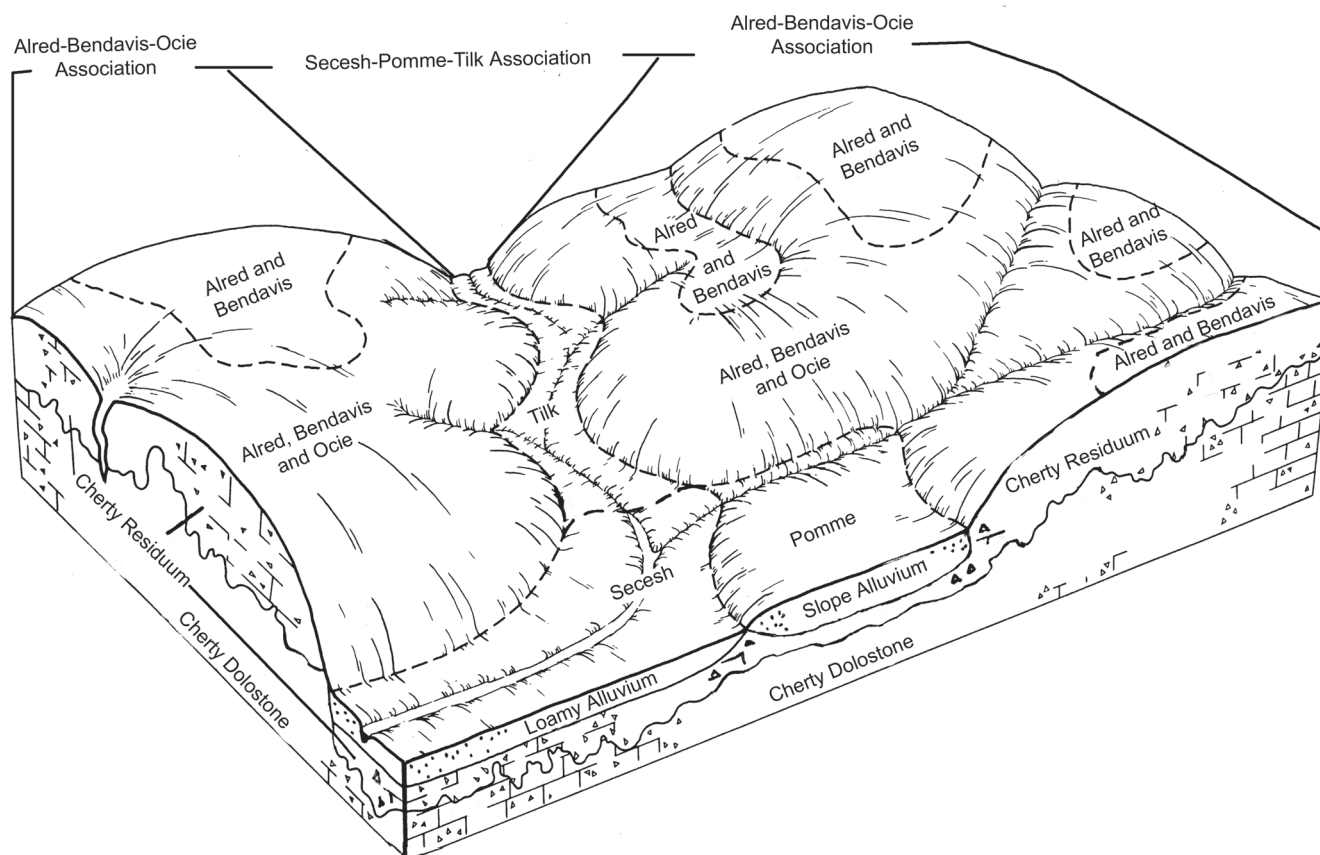 Alred-Bendavis-Ocie
Association
Secesh-Pomme-Tilk Association
Alred-Bendavis-Ocie
Association
Alred and
Bendavis
Alred
and
Bendavis
Alred and
Bendavis
Alred and
Bendavis
Alred and Bendavis
Alred, Bendavis
and Ocie
Alred, Bendavis
and Ocie
Tilk
Pomme
Secesh
Cherty Residuum
Cherty Residuum
Slope Alluvium
Loamy Alluvium
Cherty Dolostone
Cherty Dolostone